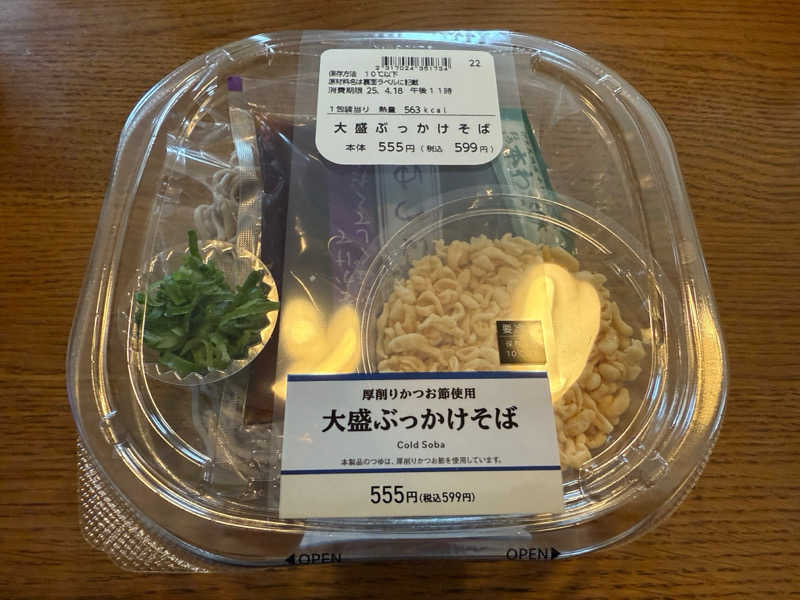 2317024351734
22
保存方法 10℃以下
原材料名は裏面ラベルに記載
消費期限 25. 4.18 午後11時
1包装当り 熱量 563kcal
大盛ぶっかけそば
本体 555円(税込 599円)
厚削りかつお節使用
大盛ぶっかけそば
Cold Soba
本製品のつゆは、厚削りかつお節を使用しています。
555円(税込599円)
◀OPEN
OPEN▶